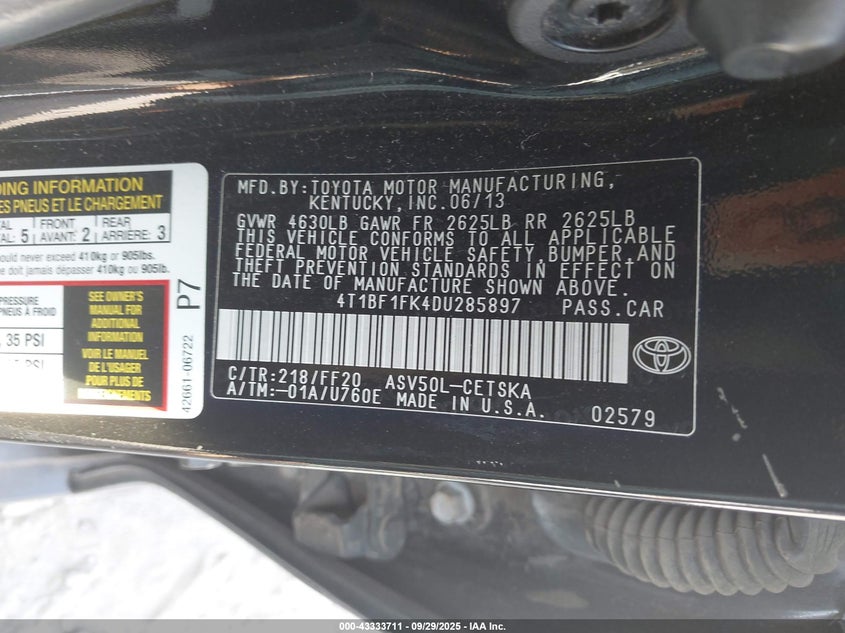 DING INFORMATION
ES PNEUS ET LE CHARGEMENT
TAL FRONT REAR
AL: 5 AVANT: 2 ARRIÈRE: 3
ould never exceed 410kg or 905lbs.
e doit jamais dépasser 410kg ou 905lb.
PRESSURE
PNEUS À FROID
35 PSI
SEE OWNER'S
MANUAL FOR
ADDITIONAL
INFORMATION
VOIR LE MANUEL
DE L'USAGER
POUR PLUS DE
RENSEIGNEMENTS
P7
42661-06722
MFD.BY:TOYOTA MOTOR MANUFACTURING,
KENTUCKY,INC.06/13
GVWR 4630LB GAWR FR 2625LB RR 2625LB
THIS VEHICLE CONFORMS TO ALL APPLICABLE
FEDERAL MOTOR VEHICLE SAFETY,BUMPER,AND
THEFT PREVENTION STANDARDS IN EFFECT ON
THE DATE OF MANUFACTURE SHOWN ABOVE.
4T1BF1FK4DU285897 PASS.CAR
C/TR:218/FF20 ASV50L-CETSKA
A/TM:-01A/U760E MADE IN U.S.A. 02579
000-43333711 - 09/29/2025 - IAA Inc.